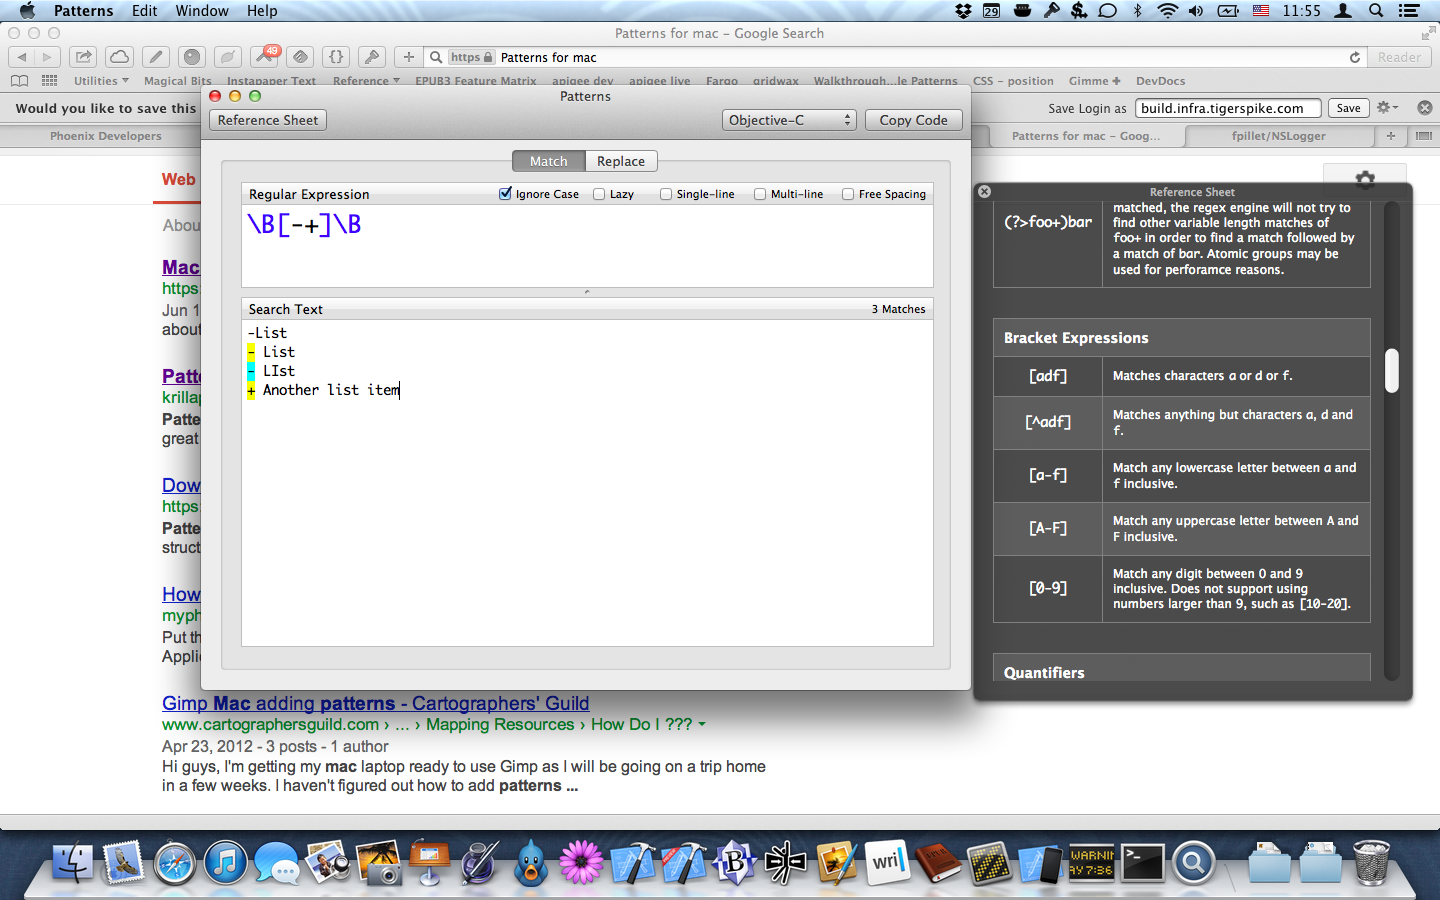 Patterns Edit Window Help
29
11:55
Patterns for mac – Google Search
49
https Patterns for mac
Reader
Utilities Magical Bits Instapaper Text Reference EPUB3 Feature Matrix apigee dev apigee live Fargo gridwax Walkthrough...le Patterns CSS - position Gimme + DevDocs
Would you like to save this
Save Login as build.infra.tigerspike.com Save
Phoenix Developers
Patterns for mac – Goog...
fpillet/NSLogger
Patterns
Reference Sheet
Objective-C
Copy Code
Match Replace
Regular Expression
Ignore Case Lazy Single-line Multi-line Free Spacing
\B[-+]\B
Search Text
3 Matches
-List
- List
- LIst
+ Another list item
Web
Abou
Mac
https:
Jun 1
about
Patt
krillap
Patte
great
Dow
https:
Patte
struct
How
myph
Put th
Applic
Gimp Mac adding patterns - Cartographers' Guild
www.cartographersguild.com › ... › Mapping Resources › How Do I ???
Apr 23, 2012 - 3 posts - 1 author
Hi guys, I'm getting my mac laptop ready to use Gimp as I will be going on a trip home
in a few weeks. I haven't figured out how to add patterns ...
Reference Sheet
(?>foo+)bar
matched, the regex engine will not try to
find other variable length matches of
foo+ in order to find a match followed by
a match of bar. Atomic groups may be
used for perforamce reasons.
Bracket Expressions
[adf]
Matches characters a or d or f.
[^adf]
Matches anything but characters a, d and
f.
[a-f]
Match any lowercase letter between a and
f inclusive.
[A-F]
Match any uppercase letter between A and
F inclusive.
[0-9]
Match any digit between 0 and 9
inclusive. Does not support using
numbers larger than 9, such as [10-20].
Quantifiers
B
wri
WARNIN
AY 7:36